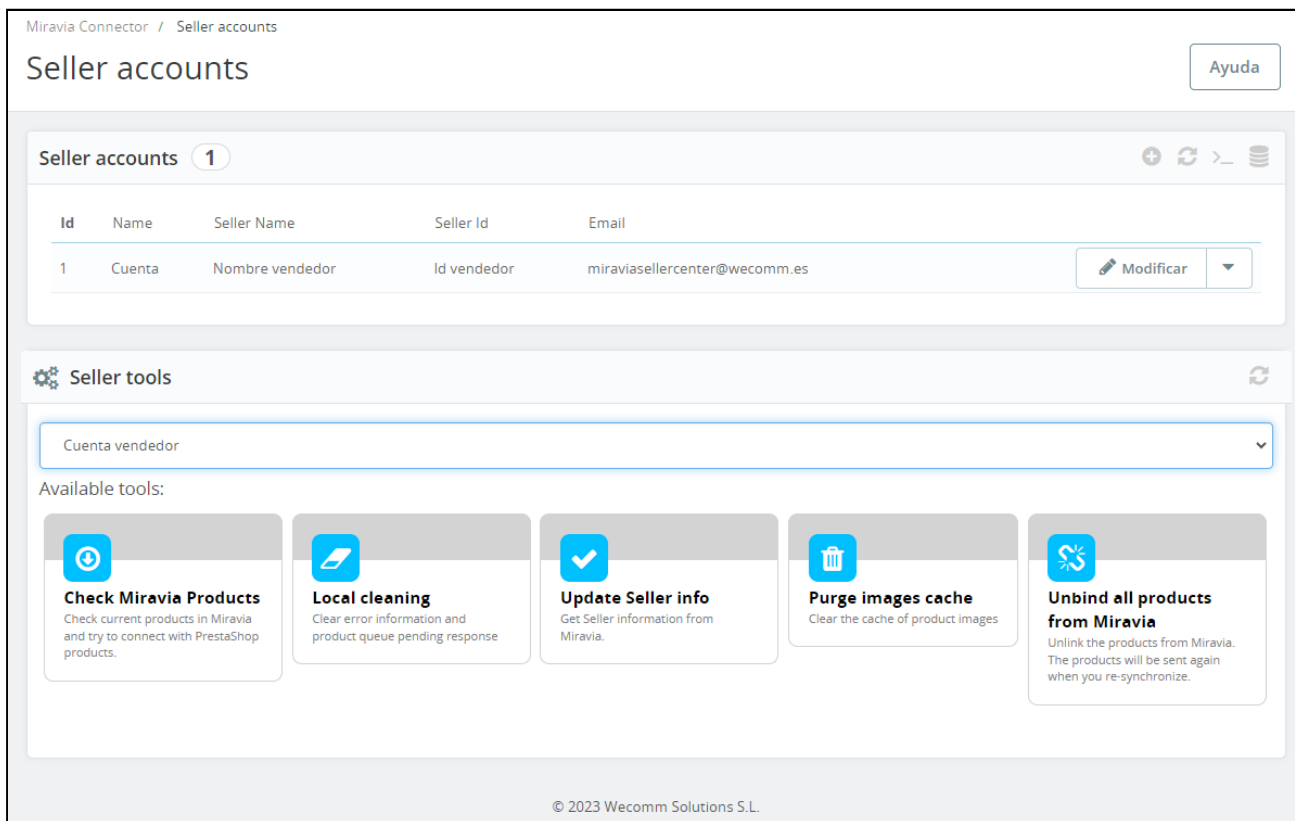 Miravia Connector / Seller accounts
Seller accounts
Ayuda
Seller accounts 1
Id Name Seller Name Seller Id Email
1 Cuenta Nombre vendedor Id vendedor miraviasellercenter@wecomm.es Modificar
Seller tools
Cuenta vendedor
Available tools:
Check Miravia Products
Check current products in Miravia
and try to connect with PrestaShop
products.
Local cleaning
Clear error information and
product queue pending response
Update Seller info
Get Seller information from
Miravia.
Purge images cache
Clear the cache of product images
Unbind all products
from Miravia
Unlink the products from Miravia.
The products will be sent again
when you re-synchronize.
© 2023 Wecomm Solutions S.L.